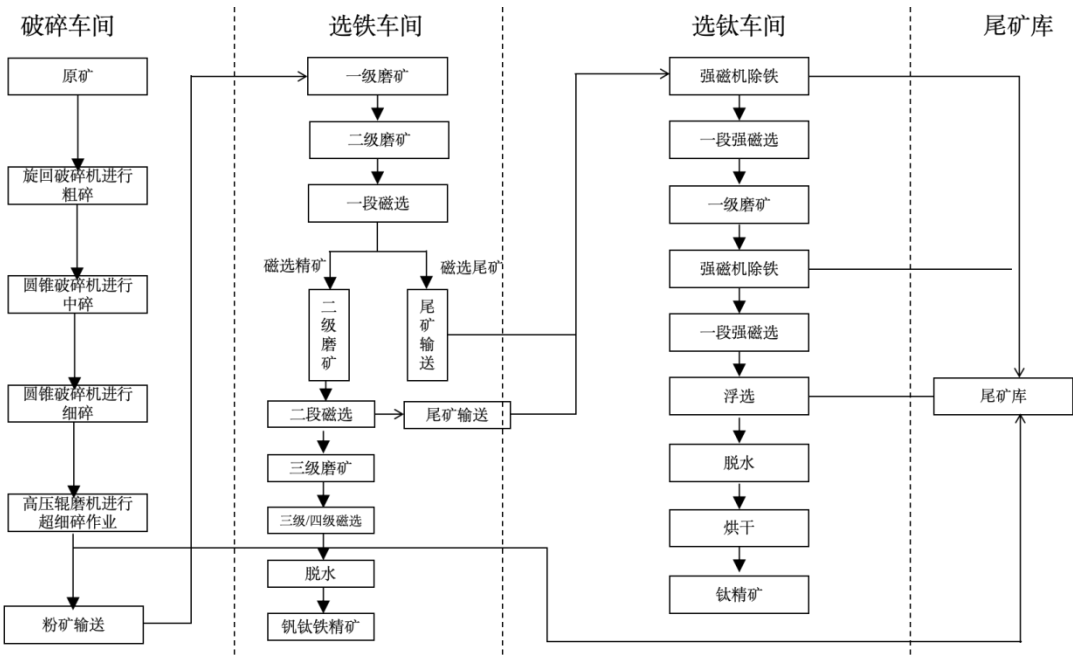 破碎车间
选铁车间
选钛车间
尾矿库
原矿
旋回破碎机进行
粗碎
圆锥破碎机进行
中碎
圆锥破碎机进行
细碎
高压辊磨机进行
超细碎作业
粉矿输送
一级磨矿
二级磨矿
一段磁选
磁选精矿
磁选尾矿
二级磨矿
尾矿输送
二段磁选
尾矿输送
三级磨矿
三级/四级磁选
脱水
钒钛铁精矿
强磁机除铁
一段强磁选
一级磨矿
强磁机除铁
一段强磁选
浮选
脱水
烘干
钛精矿
尾矿库